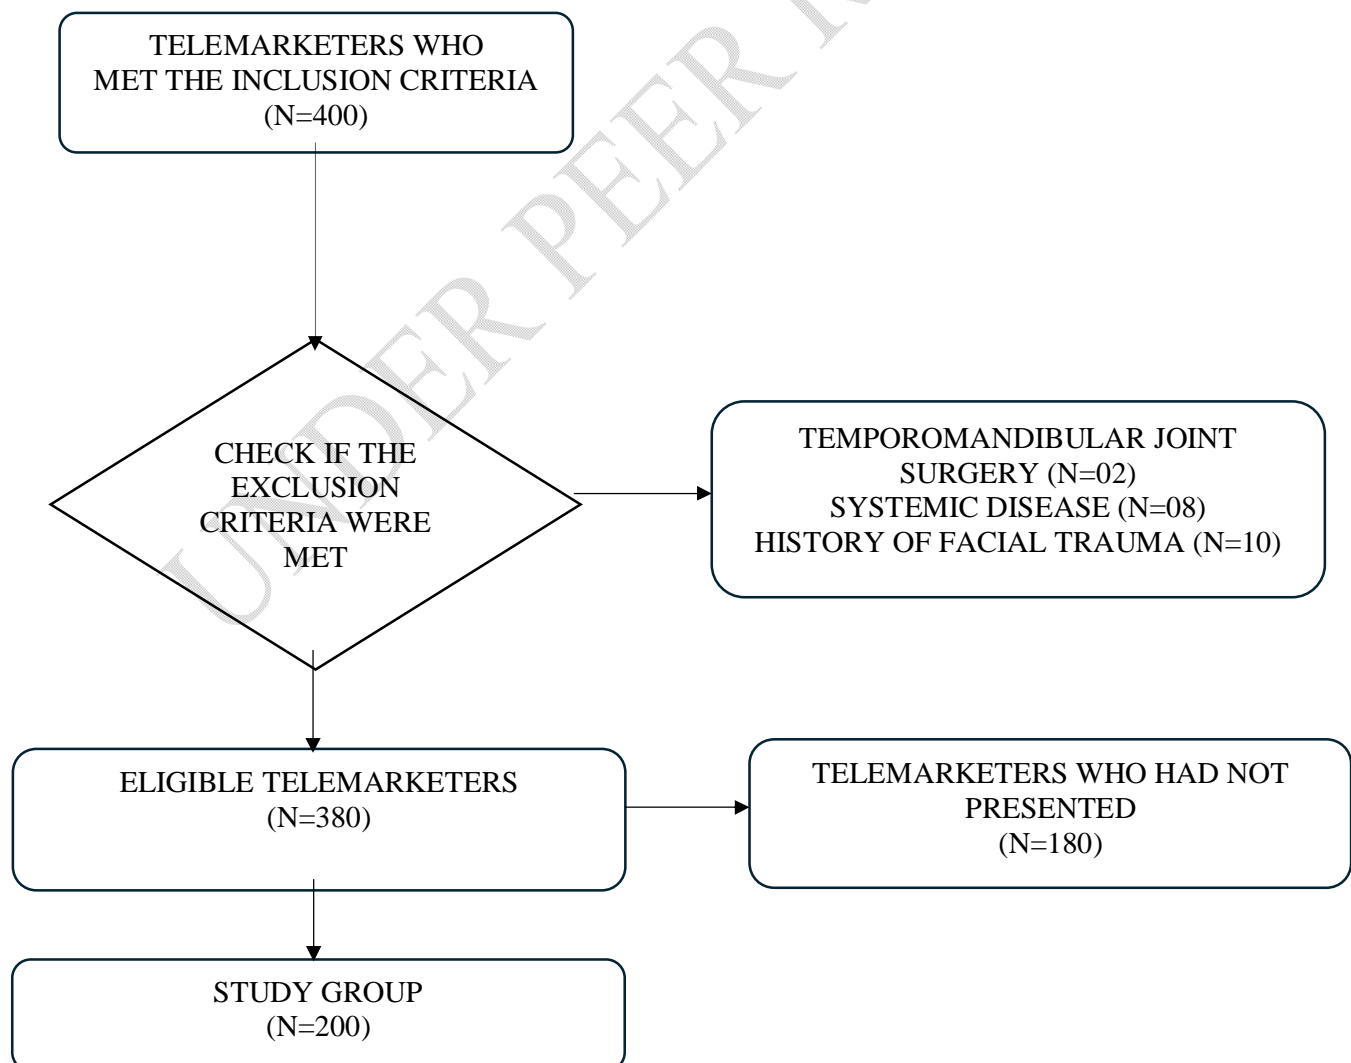 TELEMARKETERS WHO
MET THE INCLUSION CRITERIA
(N=400)
CHECK IF THE
EXCLUSION
CRITERIA WERE
MET
TEMPOROMANDIBULAR JOINT
SURGERY (N=02)
SYSTEMIC DISEASE (N=08)
HISTORY OF FACIAL TRAUMA (N=10)
ELIGIBLE TELEMARKETERS
(N=380)
TELEMARKETERS WHO HAD NOT
PRESENTED
(N=180)
STUDY GROUP
(N=200)
UNDER PEER